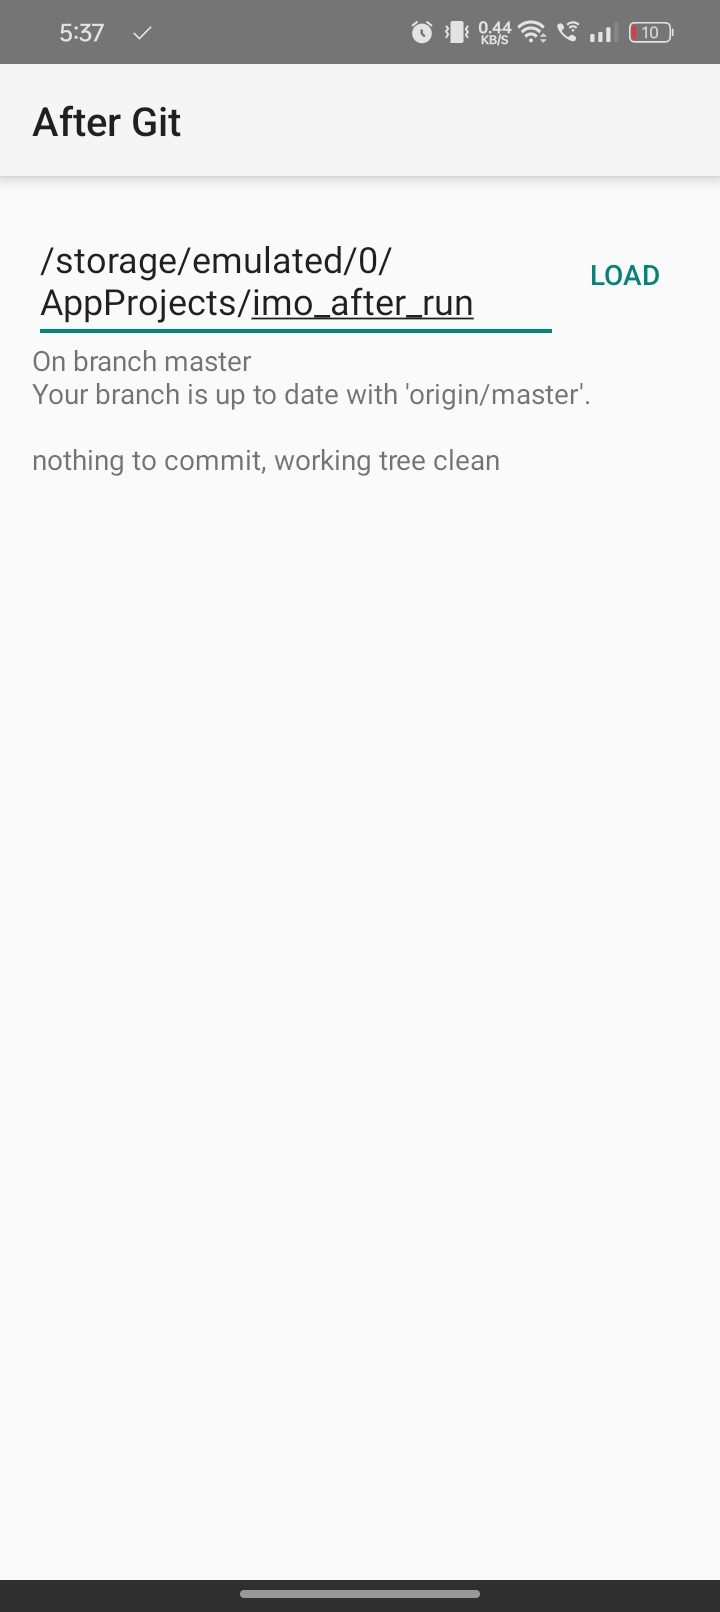 5:37
0.44
KB/S
10
After Git
/storage/emulated/0/
AppProjects/imo_after_run
LOAD
On branch master
Your branch is up to date with 'origin/master'.
nothing to commit, working tree clean